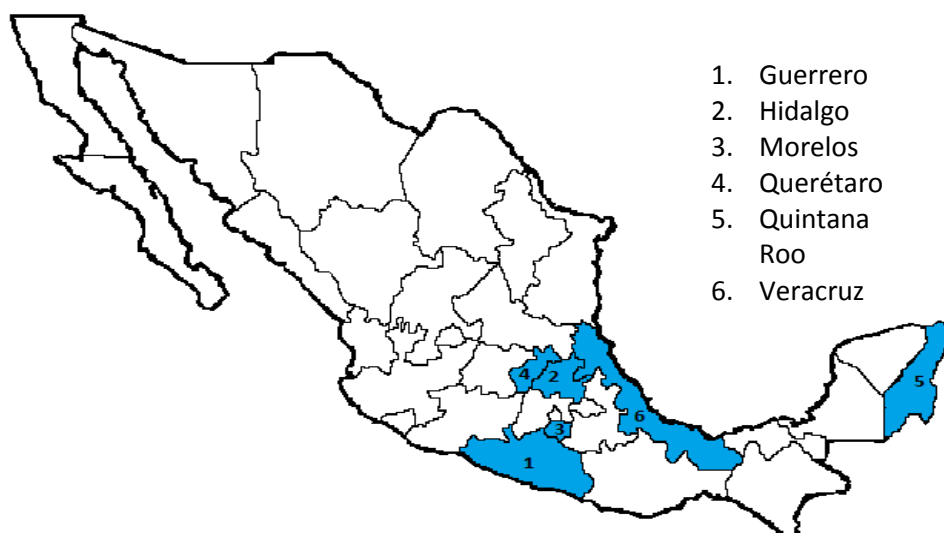 1. Guerrero
2. Hidalgo
3. Morelos
4. Querétaro
5. Quintana
Roo
6. Veracruz
4
2
5
3
6
1